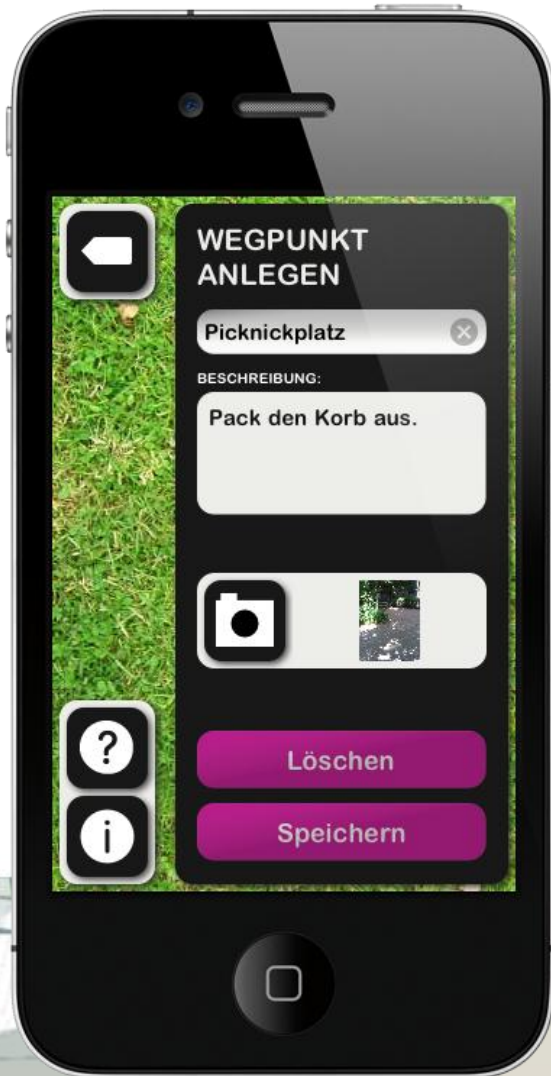 WEGPUNKT
ANLEGEN
Picknickplatz
BESCHREIBUNG:
Pack den Korb aus.
Löschen
Speichern
?
i